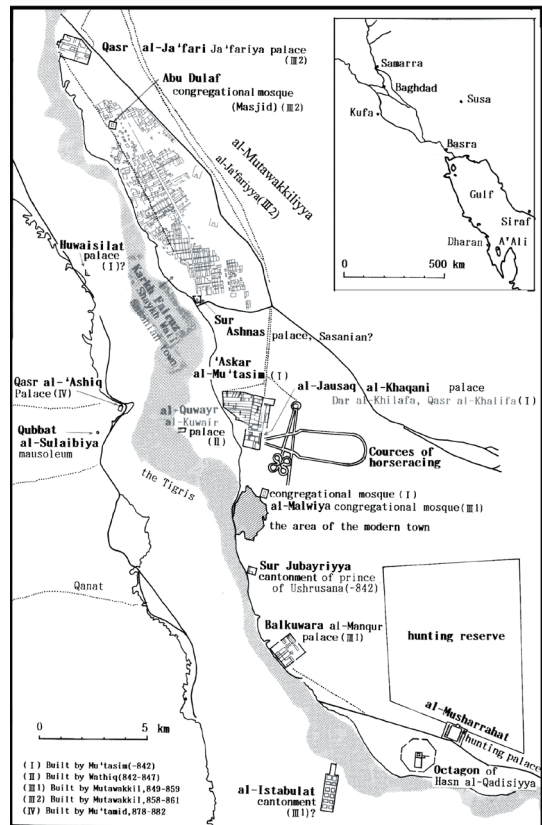 Qasr al-Ja'fari Ja'fariya palace
(III2)
Abu Dulaf
congregational mosque
(Masjid) (III2)
al-Mutawakkiliyya
al-Ja'fariyya(III2)
Samarra
Baghdad
Susa
Kufa
Basra
Gulf
Siraf
Dharan
A'Ali
0 500 km
Huwaisilat
palace
(I)?
Sur
Ashnas
palace, Sasanian?
'Askar
al-Mu'tasim (I)
al-Jausaq al-Khaqani palace
Dar al-Khilafa, Qasr al-Khalifa(I)
Qasr al-'Ashiq
Palace(IV)
al-Quwayr
al-Kuwair
palace
(II)
Qubbat
al-Sulaibiya
mausoleum
Cources of
horseracing
the Tigris
congregational mosque (I)
al-Malwiya congregational mosque(III1)
the area of the modern town
Sur Jubayriyya
cantonment of prince
of Ushrusana(-842)
Qanat
Balkuwara al-Manqur
palace (III1)
hunting reserve
al-Musharrahat
hunting palace
0 5 km
Octagon of
Hasn al-Qadisiyya
al-Istabulat
cantonment
(III1)?
(I) Built by Mu'tasim(-842)
(II) Built by Wathiq(842-847)
(III1) Built by Mutawakkil,849-859
(III2) Built by Mutawakkil,858-861
(IV) Built by Mu'tamid,878-882